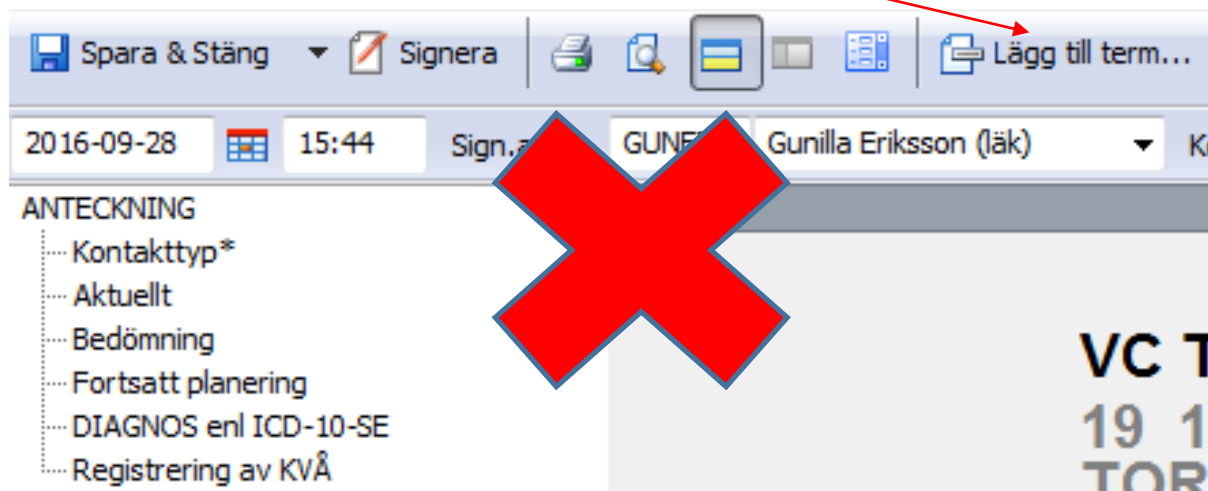 Spara & Stäng Signera Lägg till term...
2016-09-28 15:44 Gunilla Eriksson (läk)
ANTECKNING
Kontakttyp*
Aktuellt
Bedömning
Fortsatt planering
DIAGNOS enl ICD-10-SE
Registrering av KVÅ
VC
19